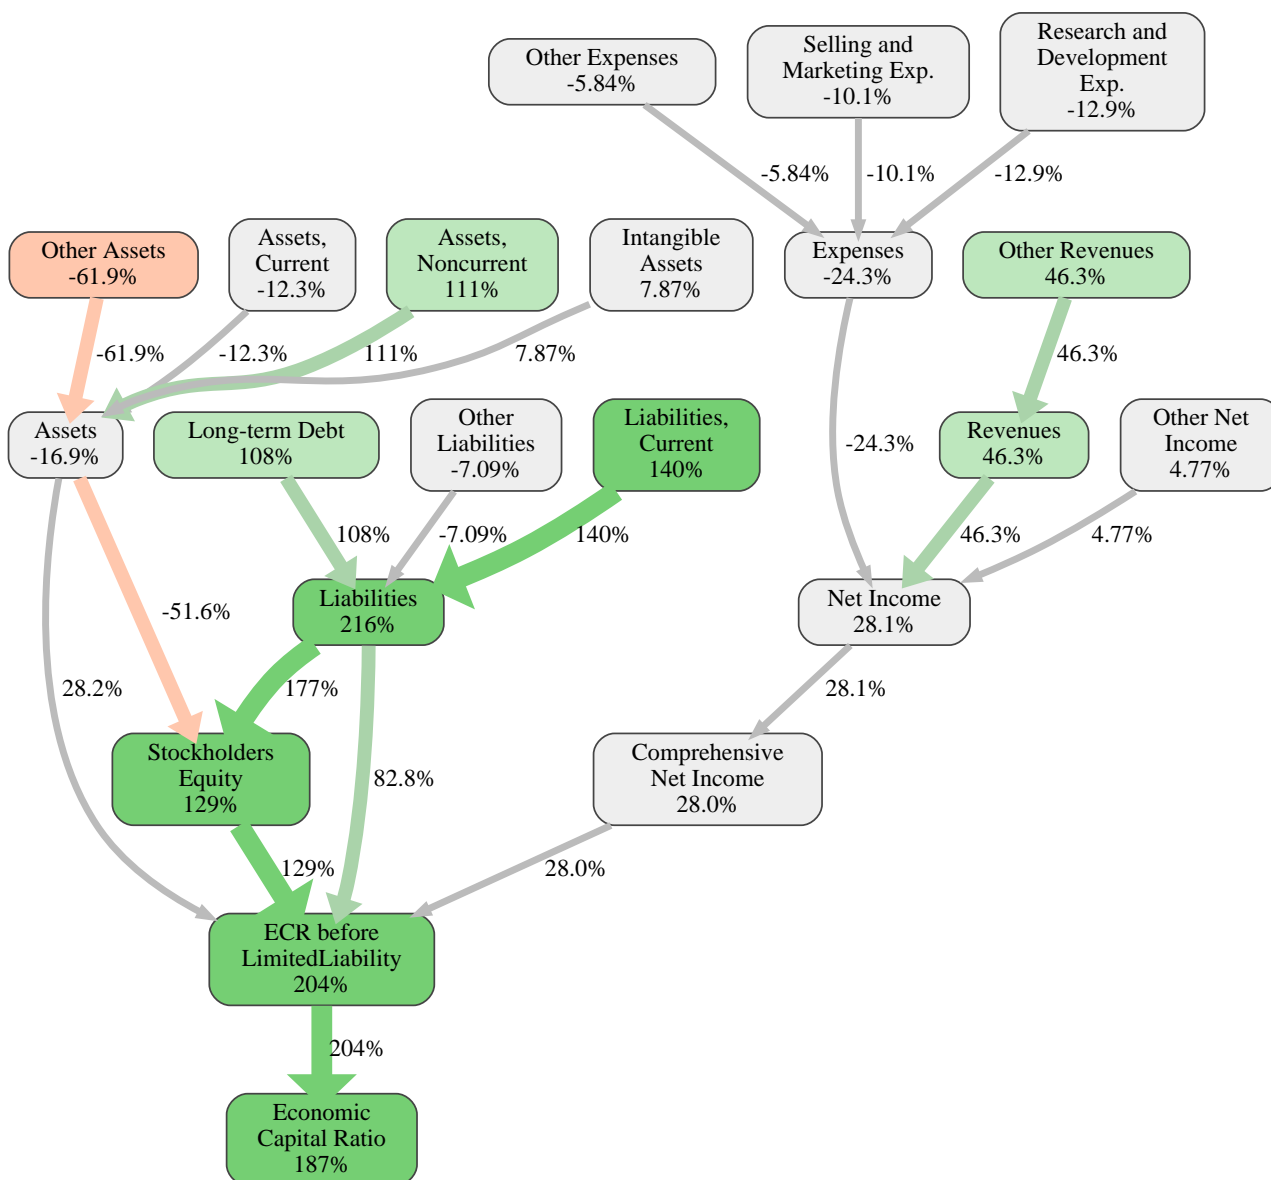 Other Expenses
-5.84%
Selling and
Marketing Exp.
-10.1%
Research and
Development
Exp.
-12.9%
-5.84%
-10.1%
-12.9%
Other Assets
-61.9%
Assets,
Current
-12.3%
Assets,
Noncurrent
111%
Intangible
Assets
7.87%
Expenses
-24.3%
Other Revenues
46.3%
-61.9%
-12.3%
111%
7.87%
46.3%
Assets
-16.9%
Long-term Debt
108%
Other
Liabilities
-7.09%
Liabilities,
Current
140%
-24.3%
Revenues
46.3%
Other Net
Income
4.77%
108%
-7.09%
140%
46.3%
4.77%
-51.6%
Liabilities
216%
Net Income
28.1%
28.2%
177%
28.1%
Stockholders
Equity
129%
82.8%
Comprehensive
Net Income
28.0%
129%
28.0%
ECR before
LimitedLiability
204%
204%
Economic
Capital Ratio
187%